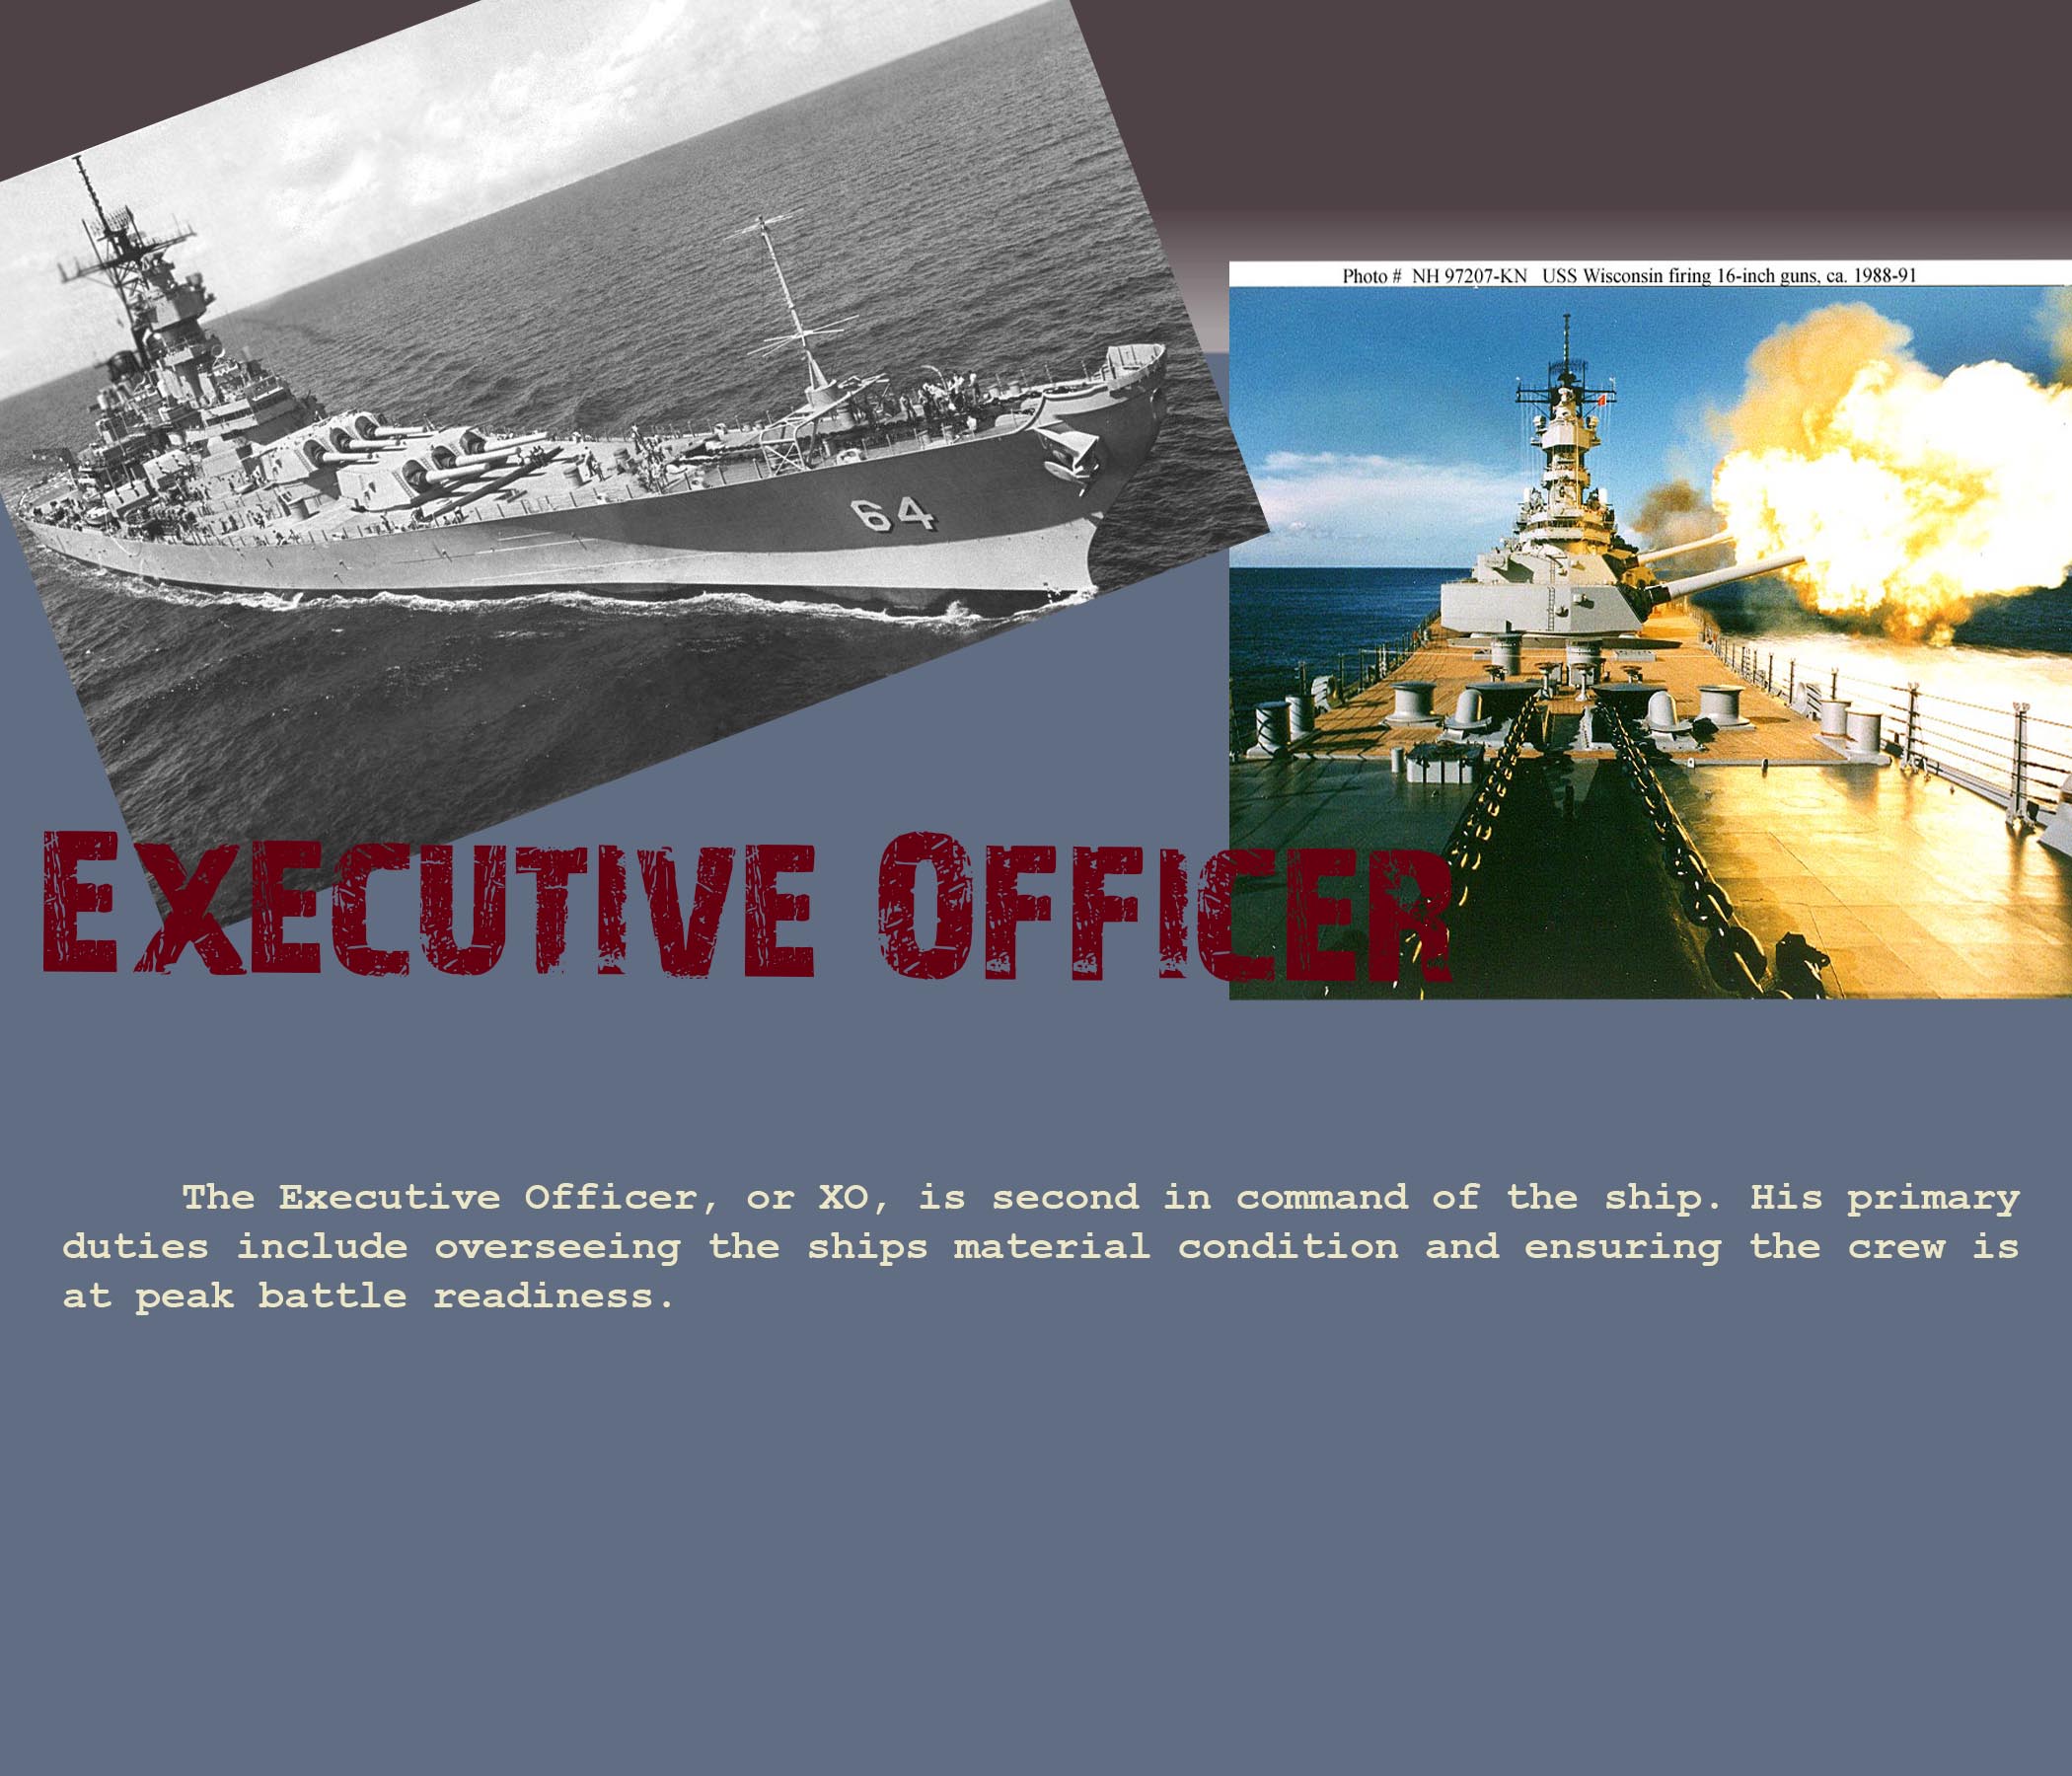 64
Photo # NH 97207-KN USS Wisconsin firing 16-inch guns, ca. 1988-91
Executive Officer
The Executive Officer, or XO, is second in command of the ship. His primary
duties include overseeing the ships material condition and ensuring the crew is
at peak battle readiness.